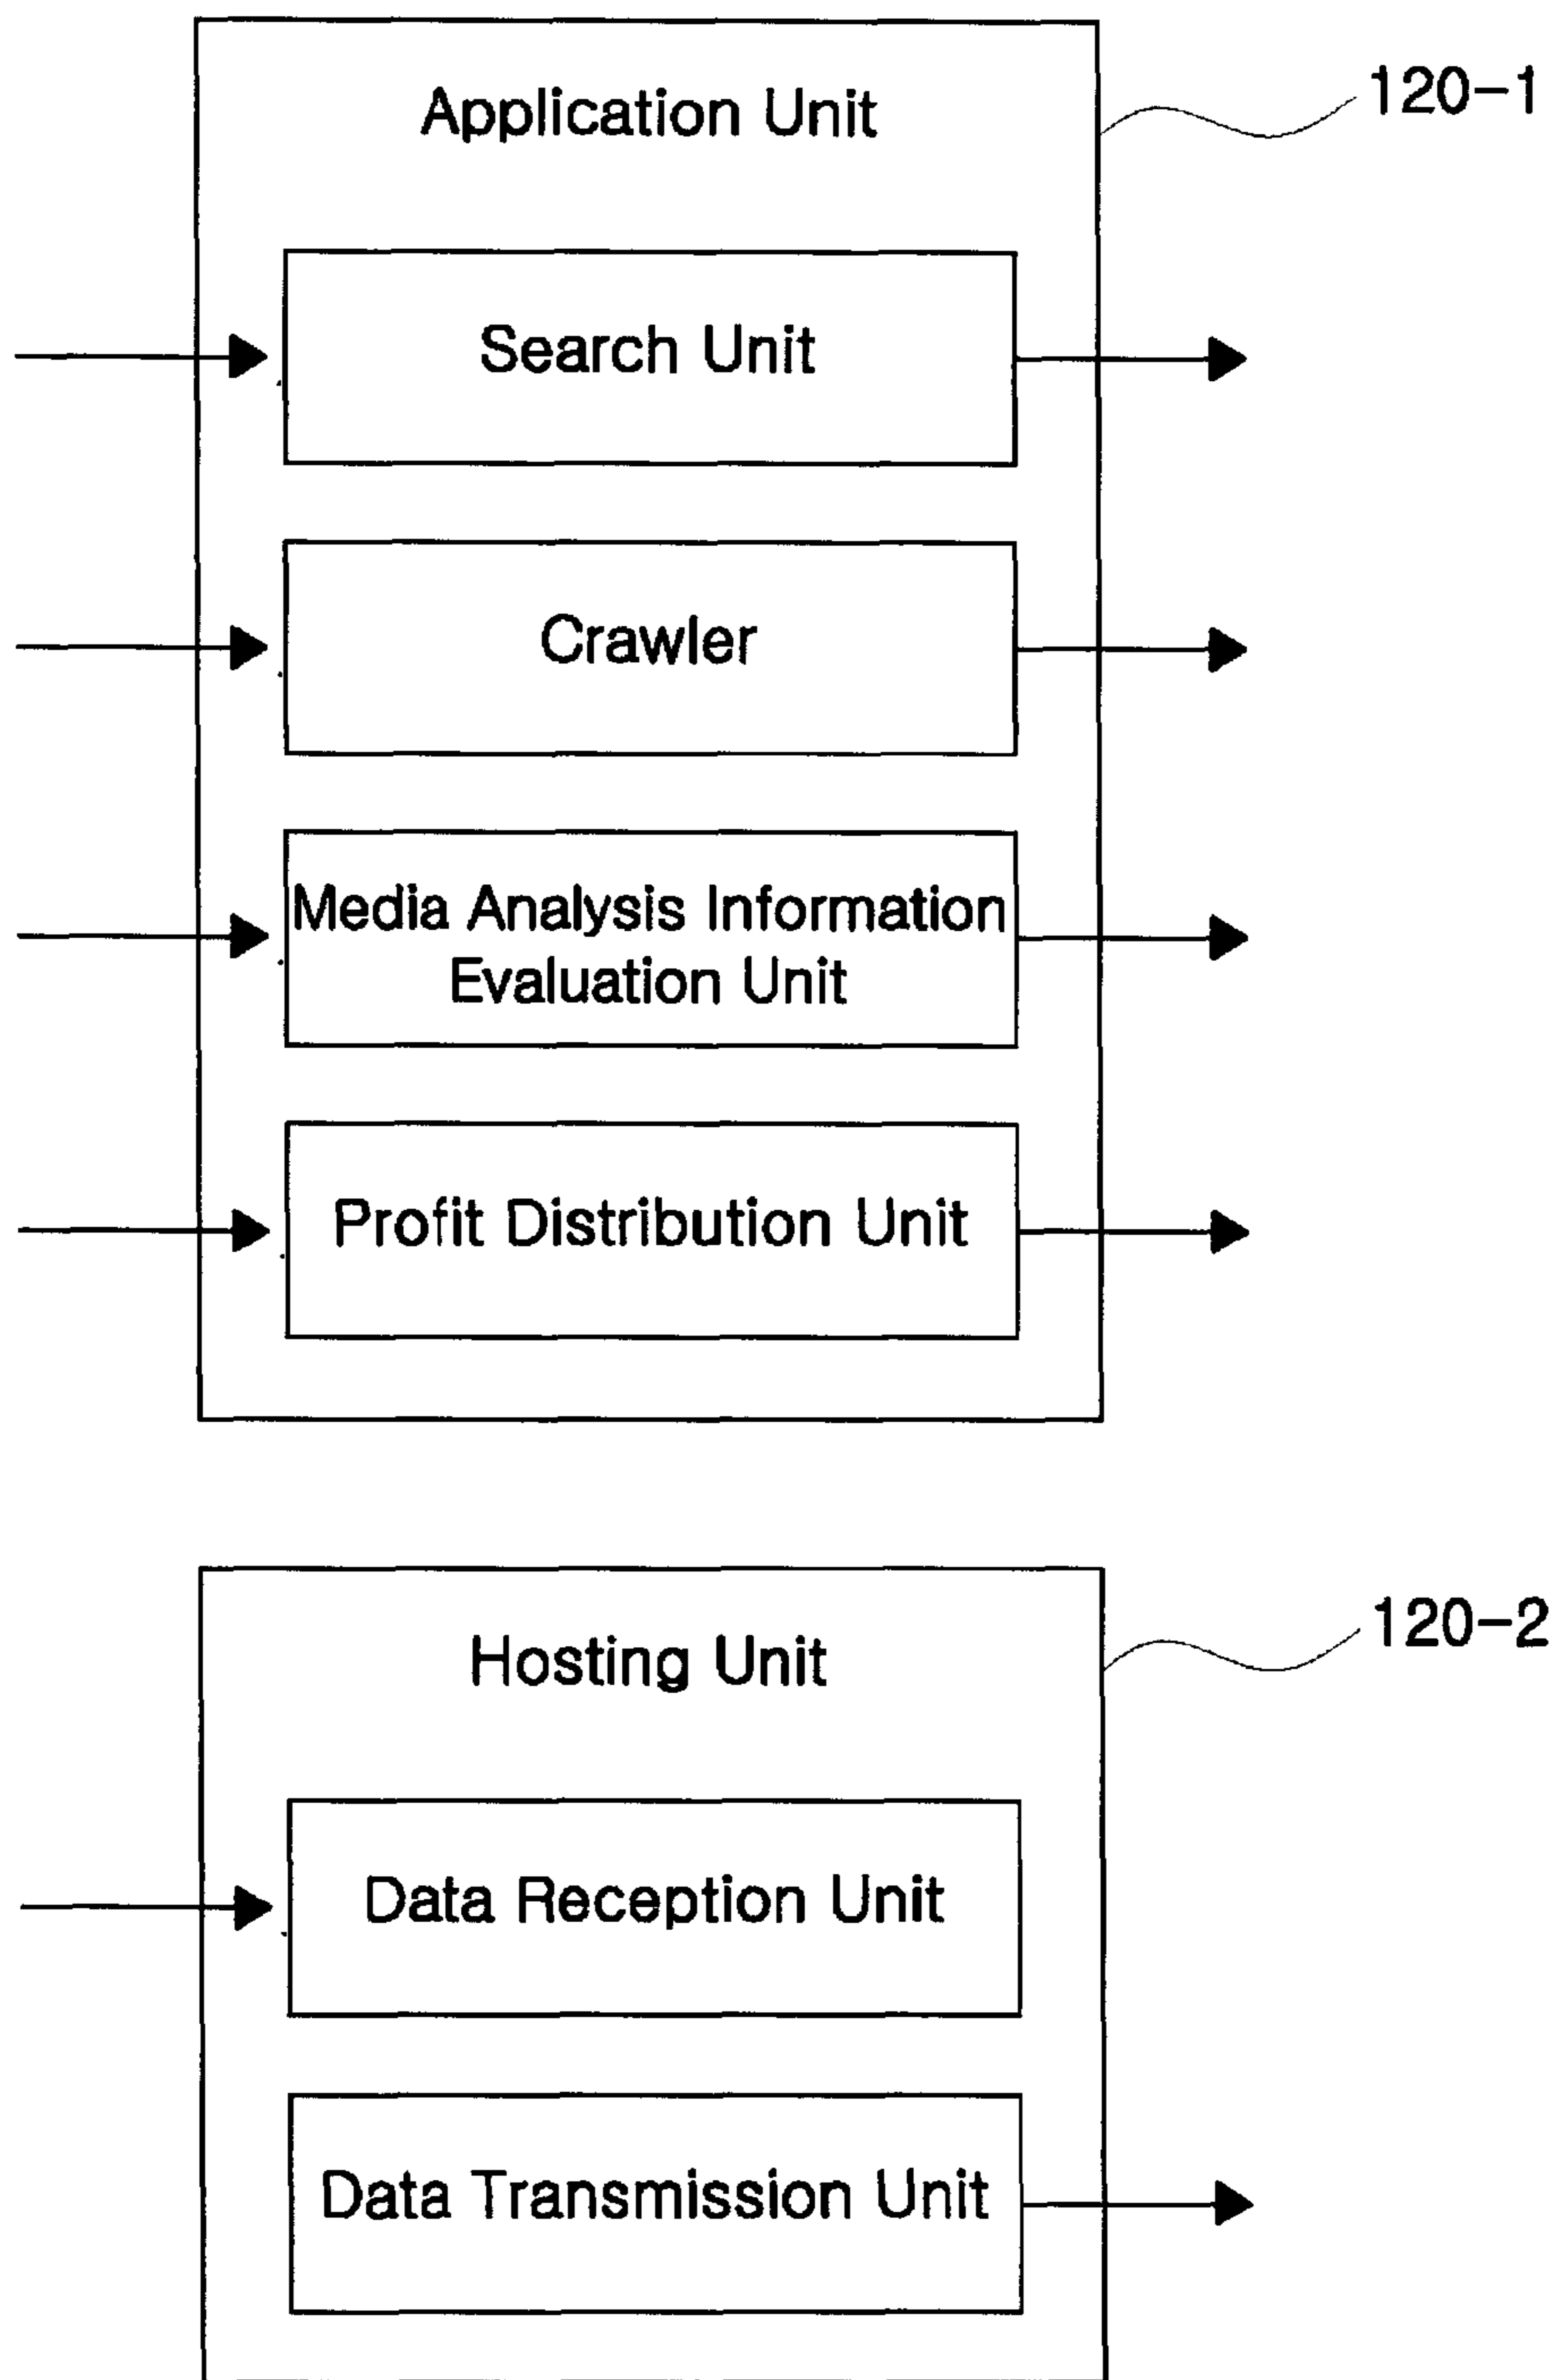 Application Unit
120-1
Search Unit
Crawler
Media Analysis Information
Evaluation Unit
Profit Distribution Unit
Hosting Unit
120-2
Data Reception Unit
Data Transmission Unit